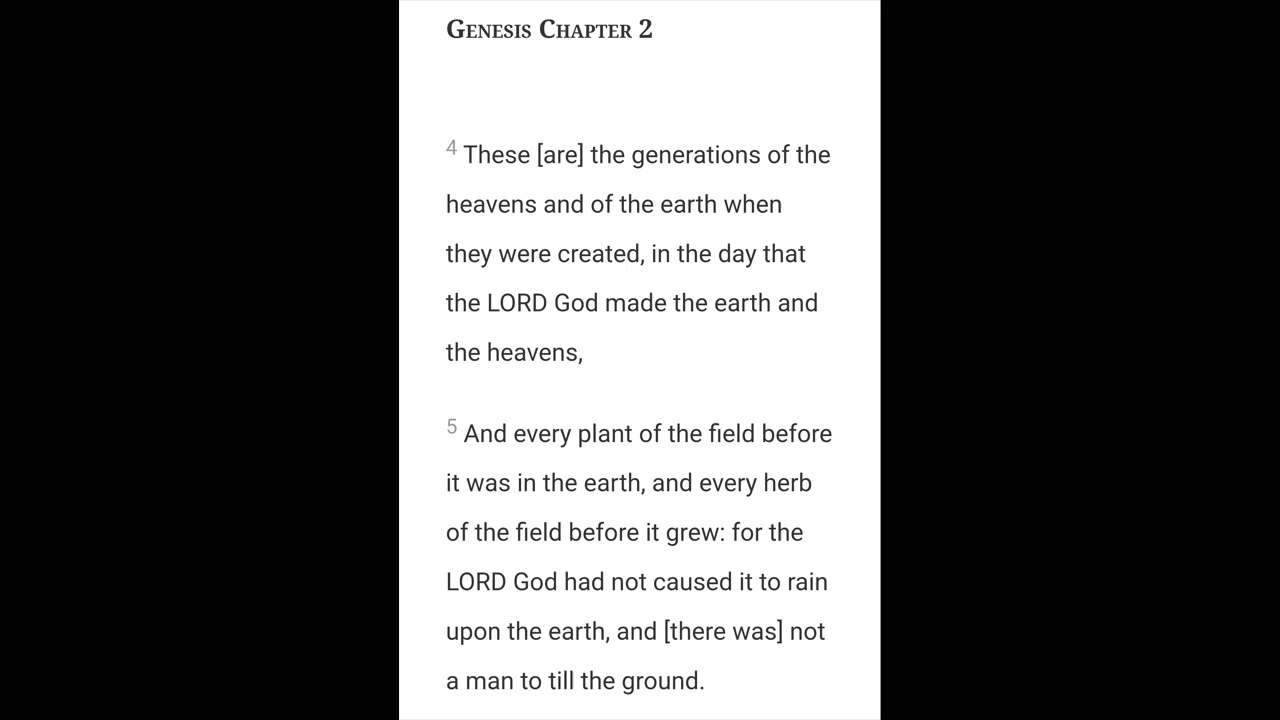 Genesis Chapter 2
4 These [are] the generations of the
heavens and of the earth when
they were created, in the day that
the LORD God made the earth and
the heavens,
5 And every plant of the field before
it was in the earth, and every herb
of the field before it grew: for the
LORD God had not caused it to rain
upon the earth, and [there was] not
a man to till the ground.